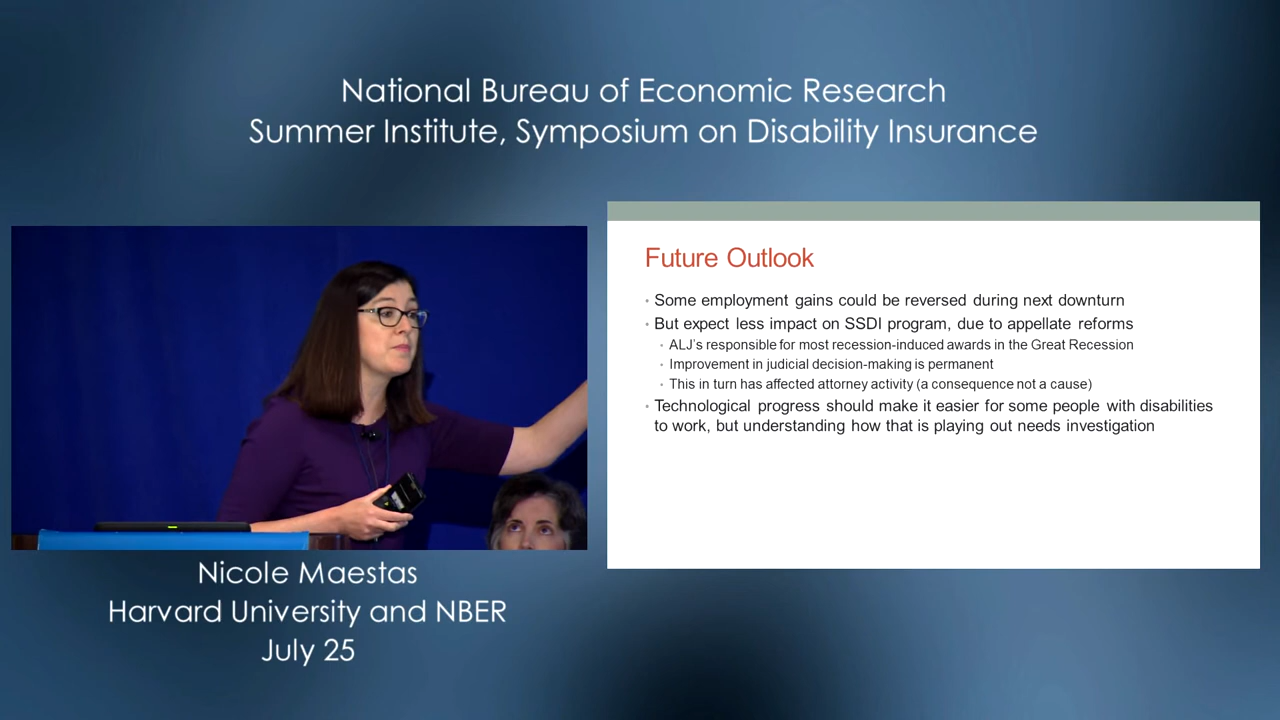 National Bureau of Economic Research
Summer Institute, Symposium on Disability Insurance
Future Outlook
• Some employment gains could be reversed during next downturn
• But expect less impact on SSDI program, due to appellate reforms
• ALJ's responsible for most recession-induced awards in the Great Recession
• Improvement in judicial decision-making is permanent
• This in turn has affected attorney activity (a consequence not a cause)
• Technological progress should make it easier for some people with disabilities
to work, but understanding how that is playing out needs investigation
Nicole Maestas
Harvard University and NBER
July 25